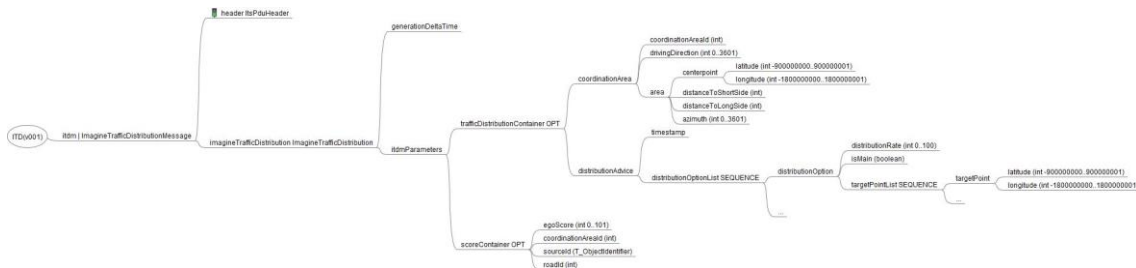 ITD(v001)
itdm | ImagineTrafficDistributionMessage
header ItsPduHeader
imagineTrafficDistribution ImagineTrafficDistribution
generationDeltaTime
itdmParameters
trafficDistributionContainer OPT
coordinationArea
coordinationAreaId (int)
drivingDirection (int 0..3601)
area
centerpoint
latitude (int -900000000..900000001)
longitude (int -1800000000..1800000001)
distanceToShortSide (int)
distanceToLongSide (int)
azimuth (int 0..3601)
distributionAdvice
timestamp
distributionOptionList SEQUENCE
distributionOption
distributionRate (int 0..100)
isMain (boolean)
targetPointList SEQUENCE
targetPoint
latitude (int -900000000..900000001)
longitude (int -1800000000..1800000001)
...
...
scoreContainer OPT
egoScore (int 0..101)
coordinationAreaId (int)
sourceId (T_ObjectIdentifier)
roadId (int)